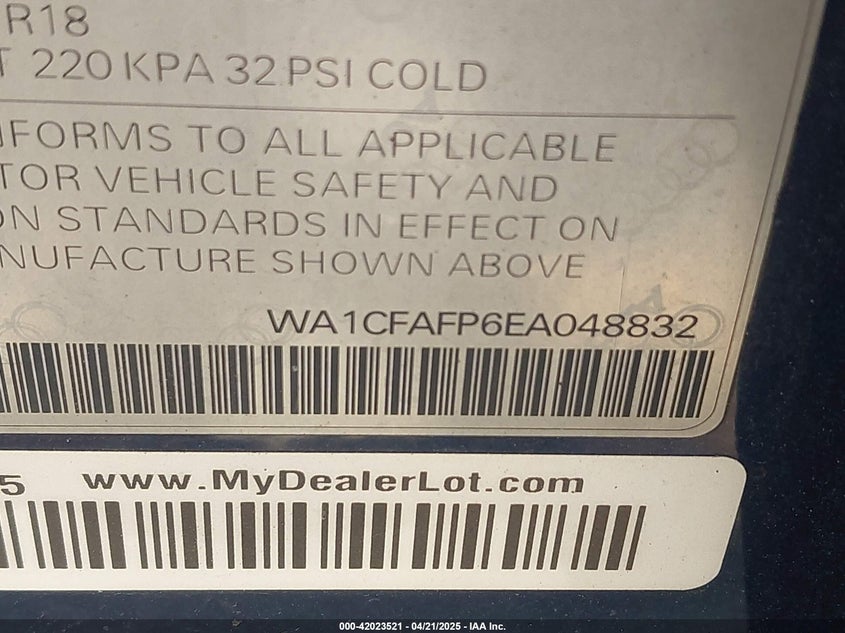 R18
T 220 KPA 32 PSI COLD
FORMS TO ALL APPLICABLE
TOR VEHICLE SAFETY AND
ON STANDARDS IN EFFECT ON
NUFACTURE SHOWN ABOVE
WA1CFAFP6EA048832
5 www.MyDealerLot.com
000-42023521 - 04/21/2025 - IAA Inc.